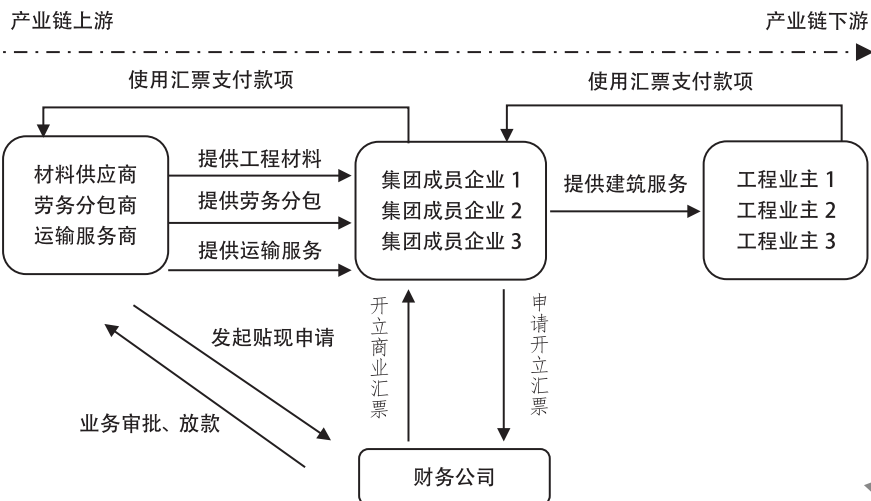 产业链上游
产业链下游
使用汇票支付款项
使用汇票支付款项
材料供应商
劳务分包商
运输服务商
提供工程材料
提供劳务分包
提供运输服务
集团成员企业 1
集团成员企业 2
集团成员企业 3
提供建筑服务
工程业主 1
工程业主 2
工程业主 3
发起贴现申请
业务审批、放款
开立商业汇票
申请开立汇票
财务公司